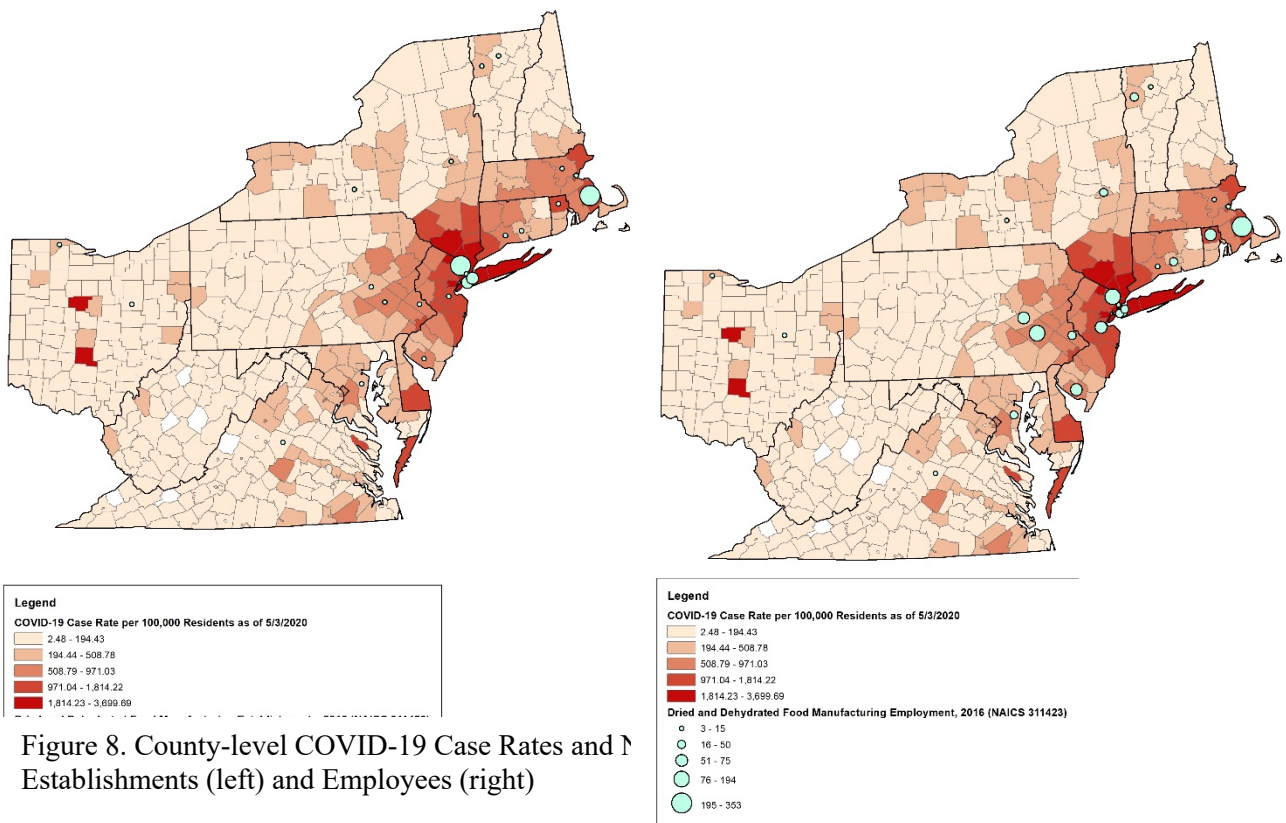 Legend
COVID-19 Case Rate per 100,000 Residents as of 5/3/2020
2.48 - 194.43
194.44 - 508.78
508.79 - 971.03
971.04 - 1,814.22
1,814.23 - 3,699.69
Figure 8. County-level COVID-19 Case Rates and N
Establishments (left) and Employees (right)
Legend
COVID-19 Case Rate per 100,000 Residents as of 5/3/2020
2.48 - 194.43
194.44 - 508.78
508.79 - 971.03
971.04 - 1,814.22
1,814.23 - 3,699.69
Dried and Dehydrated Food Manufacturing Employment, 2016 (NAICS 311423)
3 - 15
16 - 50
51 - 75
76 - 194
195 - 353